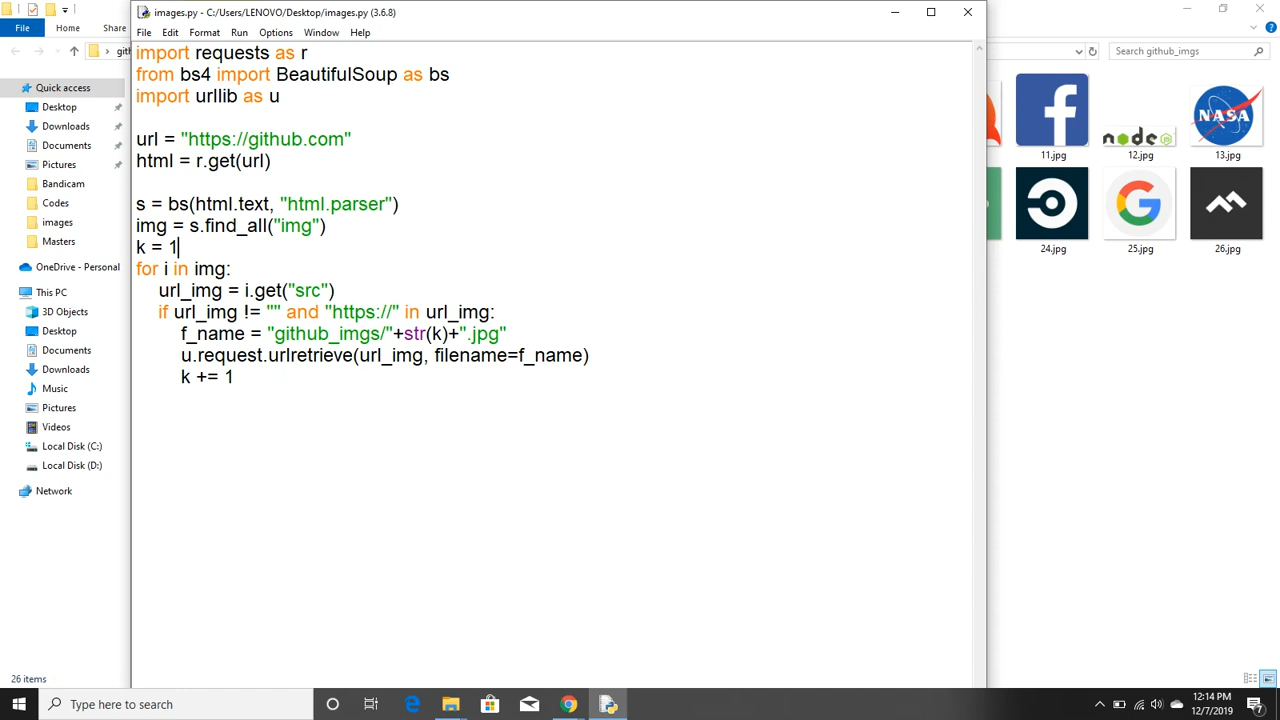 images.py - C:/Users/LENOVO/Desktop/images.py (3.6.8)
File Edit Format Run Options Window Help
File Home Share
Search github_imgs
import requests as r
from bs4 import BeautifulSoup as bs
import urllib as u
url = "https://github.com"
html = r.get(url)
s = bs(html.text, "html.parser")
img = s.find_all("img")
k = 1
for i in img:
url_img = i.get("src")
if url_img != "" and "https://" in url_img:
f_name = "github_imgs/"+str(k)+".jpg"
u.request.urlretrieve(url_img, filename=f_name)
k += 1
Quick access
Desktop
Downloads
Documents
Pictures
Bandicam
Codes
images
Masters
OneDrive - Personal
This PC
3D Objects
Desktop
Documents
Downloads
Music
Pictures
Videos
Local Disk (C:)
Local Disk (D:)
Network
NASA
node
JS
11.jpg 12.jpg 13.jpg
24.jpg 25.jpg 26.jpg
26 items
Type here to search
12:14 PM
12/7/2019
7